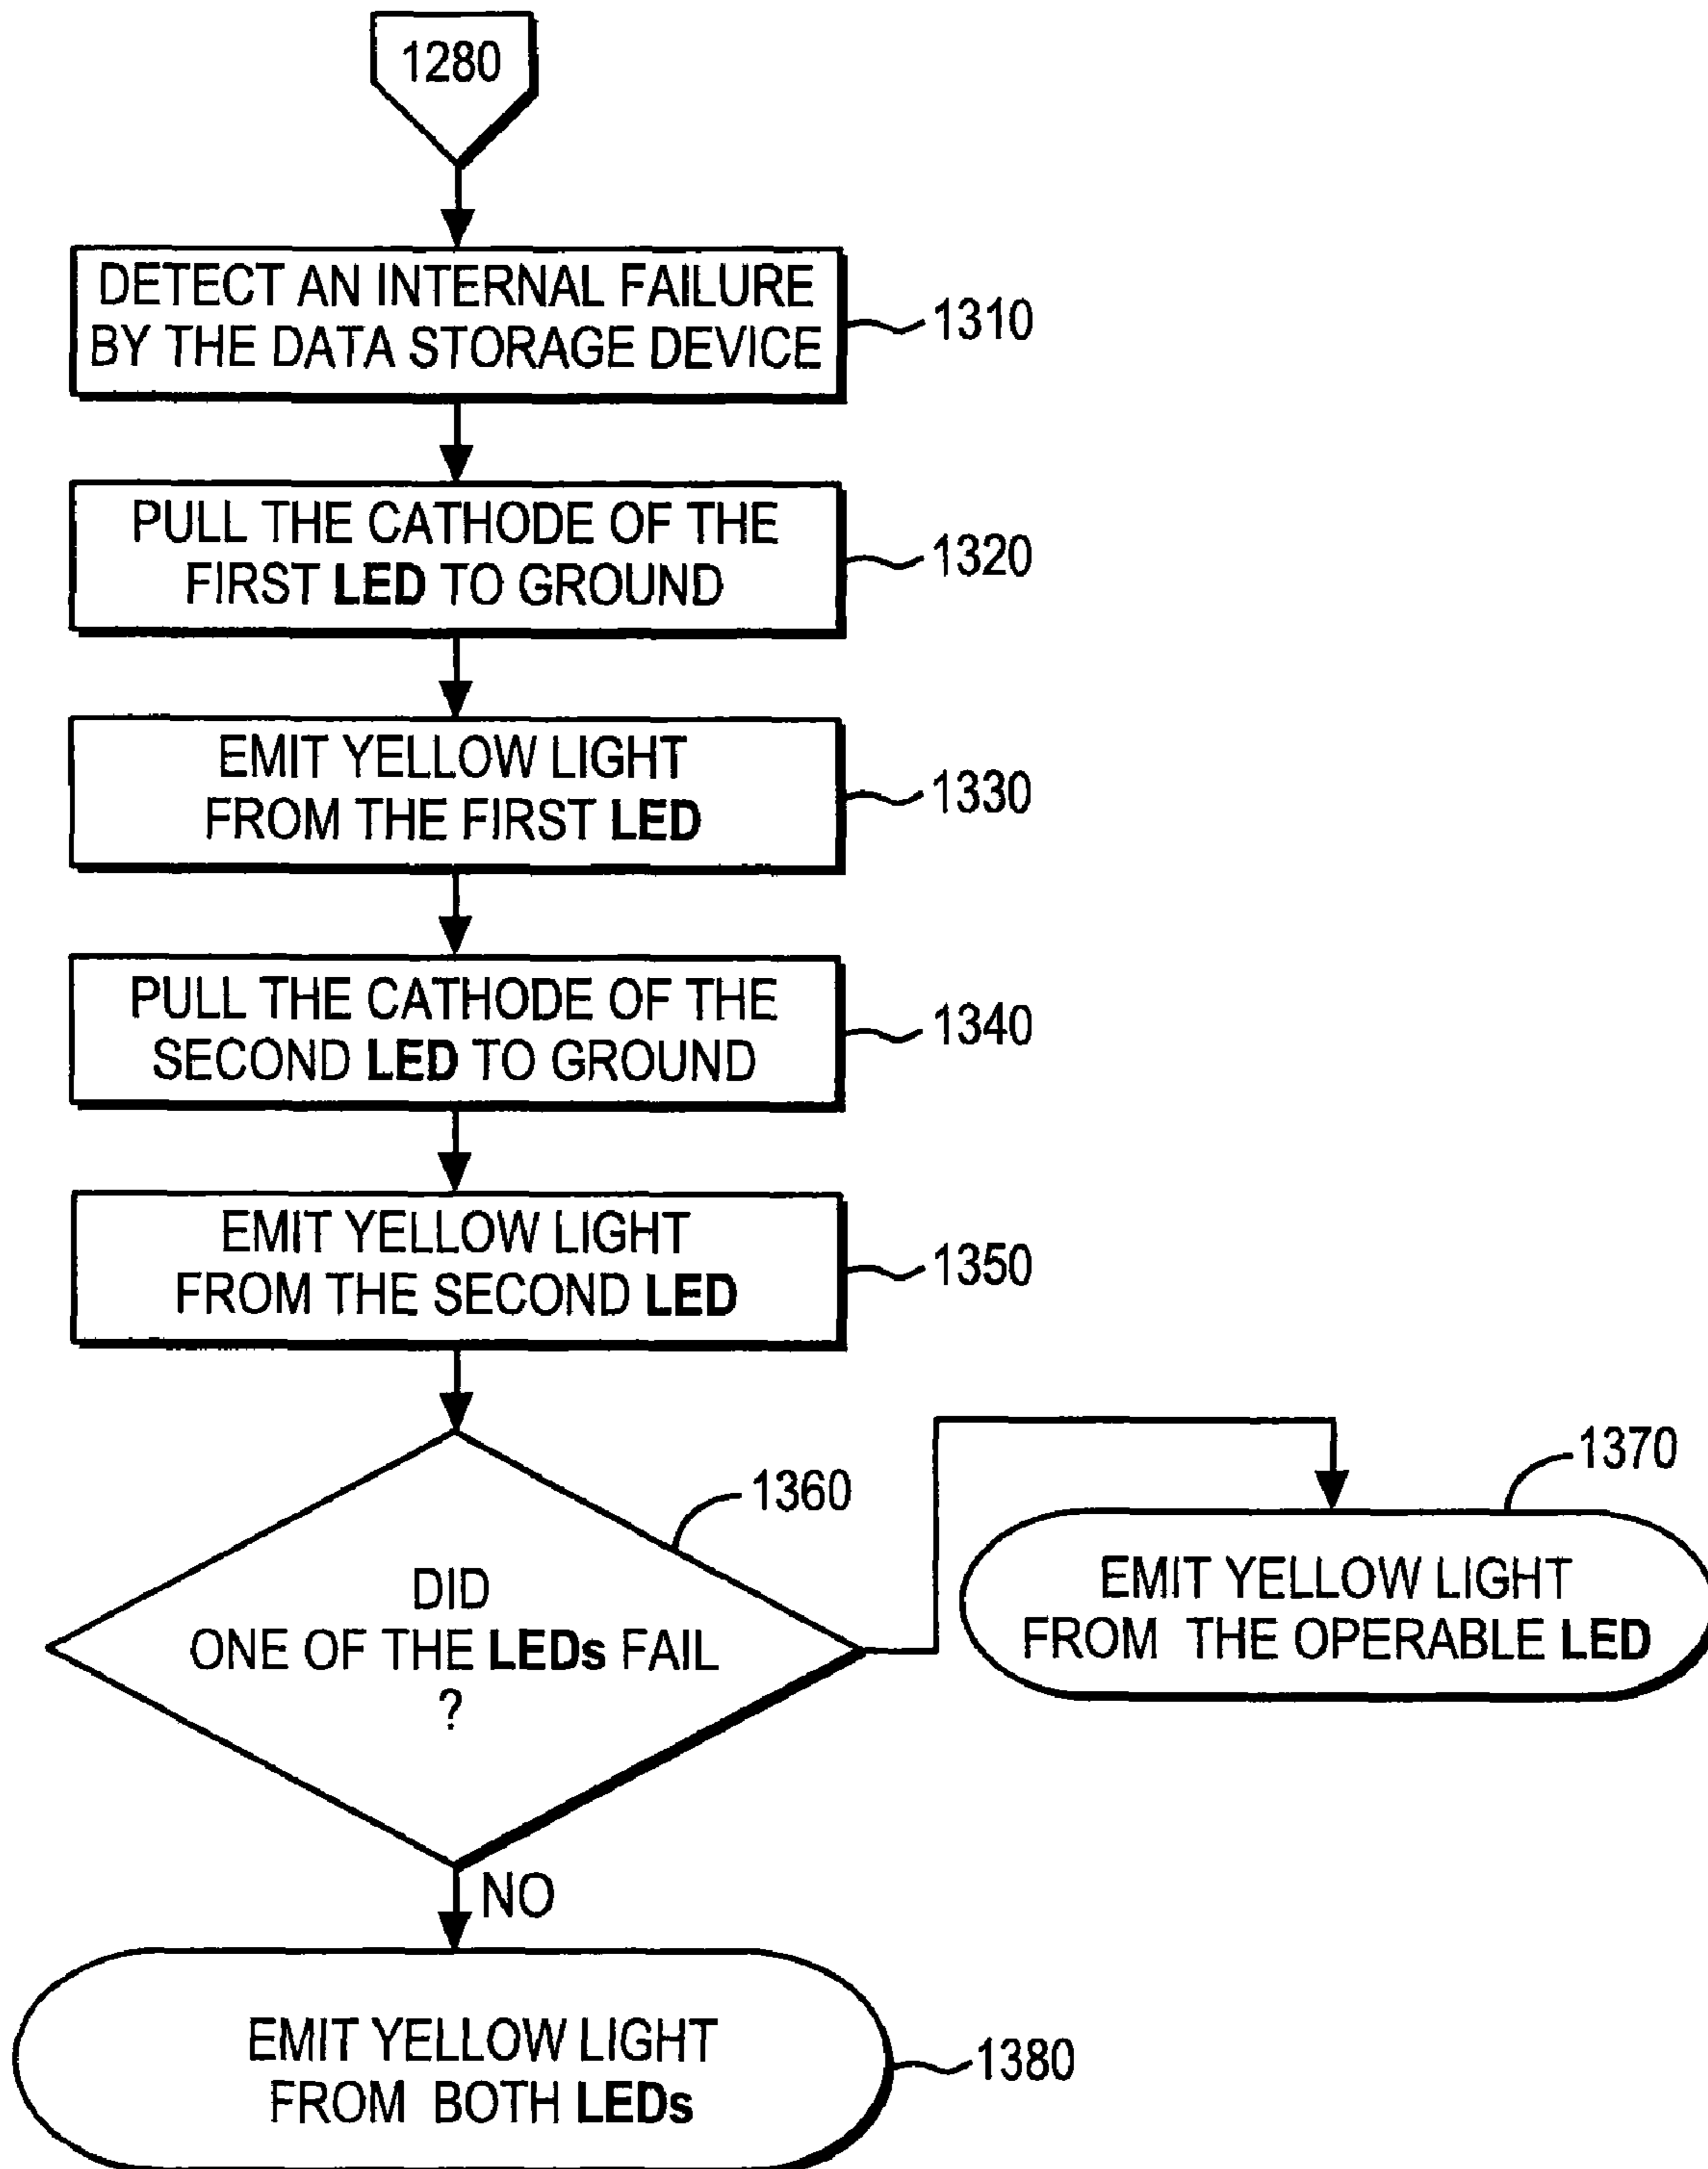 1280
DETECT AN INTERNAL FAILURE
BY THE DATA STORAGE DEVICE
1310
PULL THE CATHODE OF THE
FIRST LED TO GROUND
1320
EMIT YELLOW LIGHT
FROM THE FIRST LED
1330
PULL THE CATHODE OF THE
SECOND LED TO GROUND
1340
EMIT YELLOW LIGHT
FROM THE SECOND LED
1350
1360
DID
ONE OF THE LEDs FAIL
?
1370
EMIT YELLOW LIGHT
FROM THE OPERABLE LED
NO
EMIT YELLOW LIGHT
FROM BOTH LEDs
1380